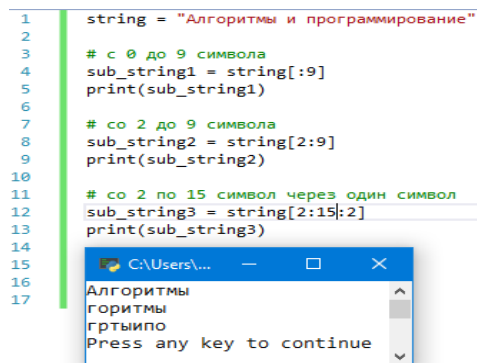 1 string = "Алгоритмы и программирование"
2
3 # с 0 до 9 символа
4 sub_string1 = string[:9]
5 print(sub_string1)
6
7 # со 2 до 9 символа
8 sub_string2 = string[2:9]
9 print(sub_string2)
10
11 # со 2 по 15 символ через один символ
12 sub_string3 = string[2:15:2]
13 print(sub_string3)
14
15
16
17
C:\Users\...
Алгоритмы
горитмы
гртыипо
Press any key to continue